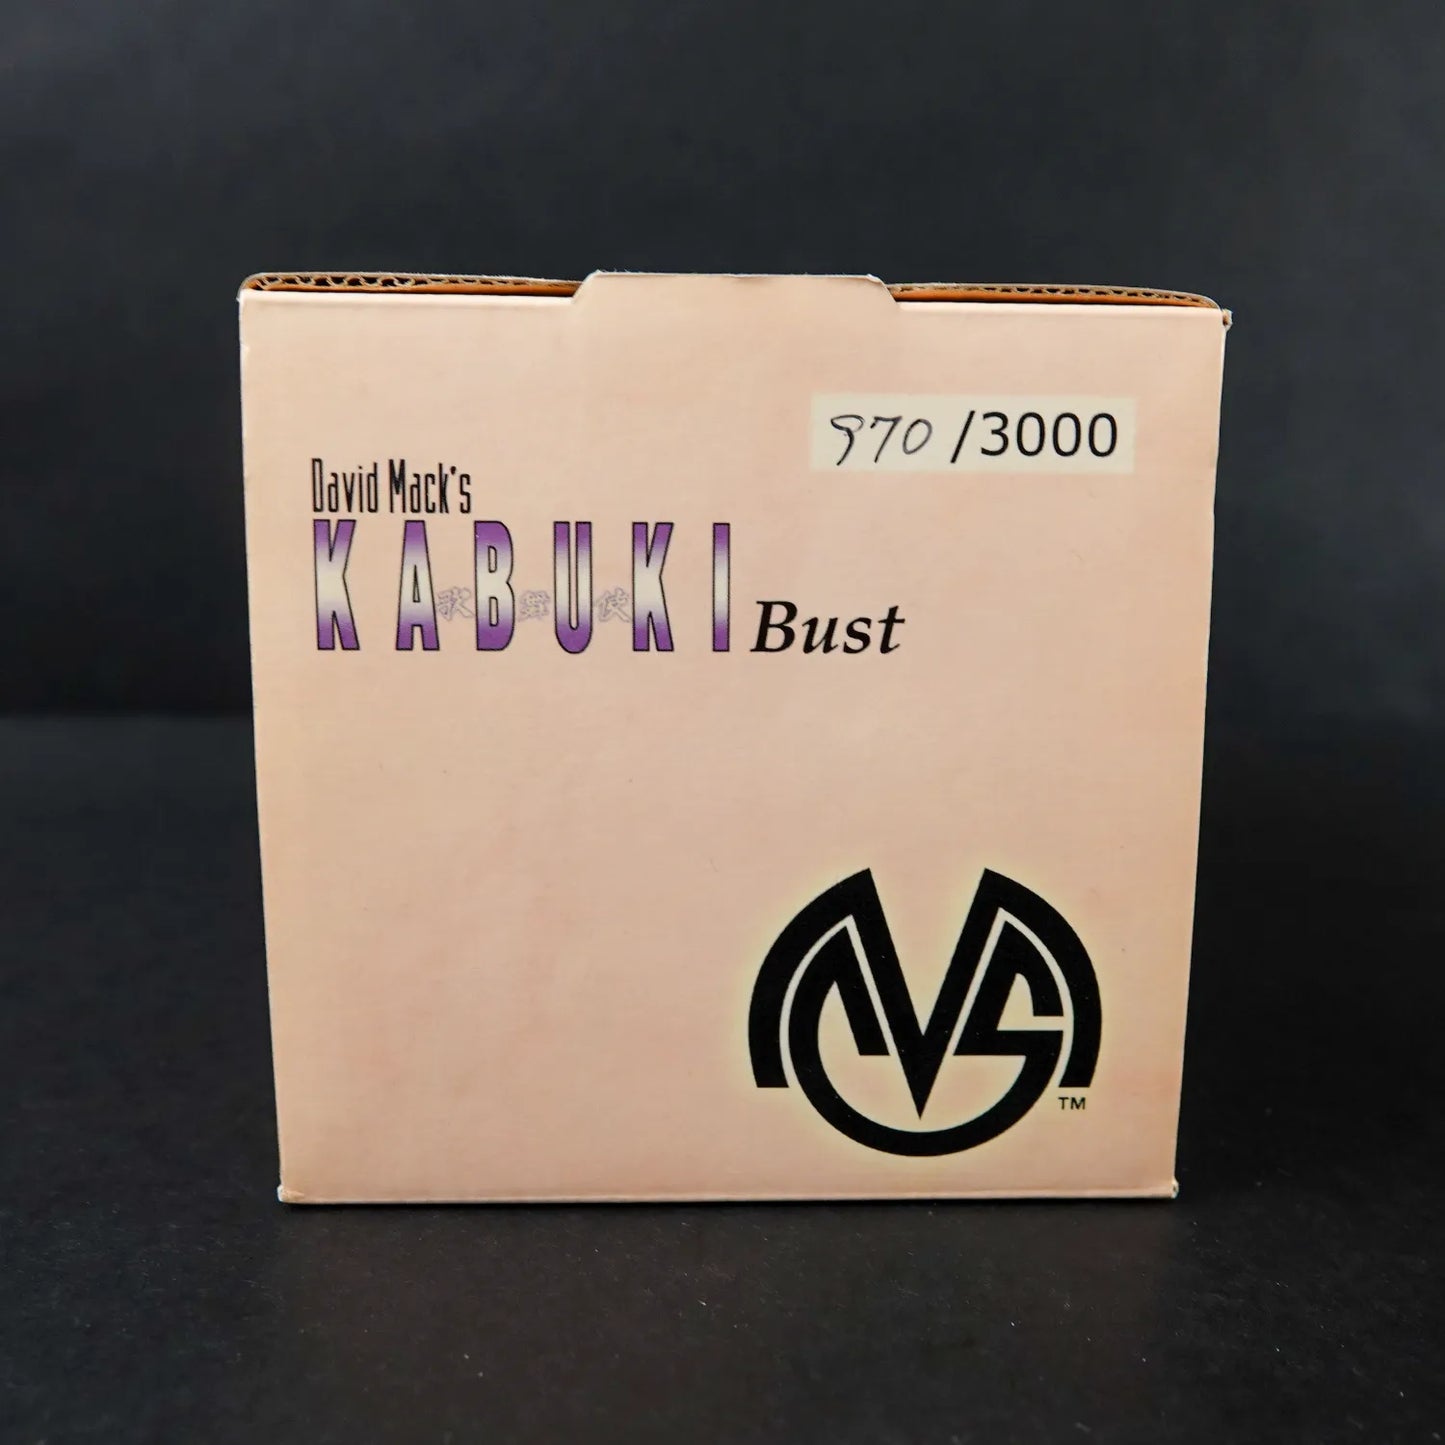 970 /3000
David Mack's
KABUKI Bust
歌舞伎
TM